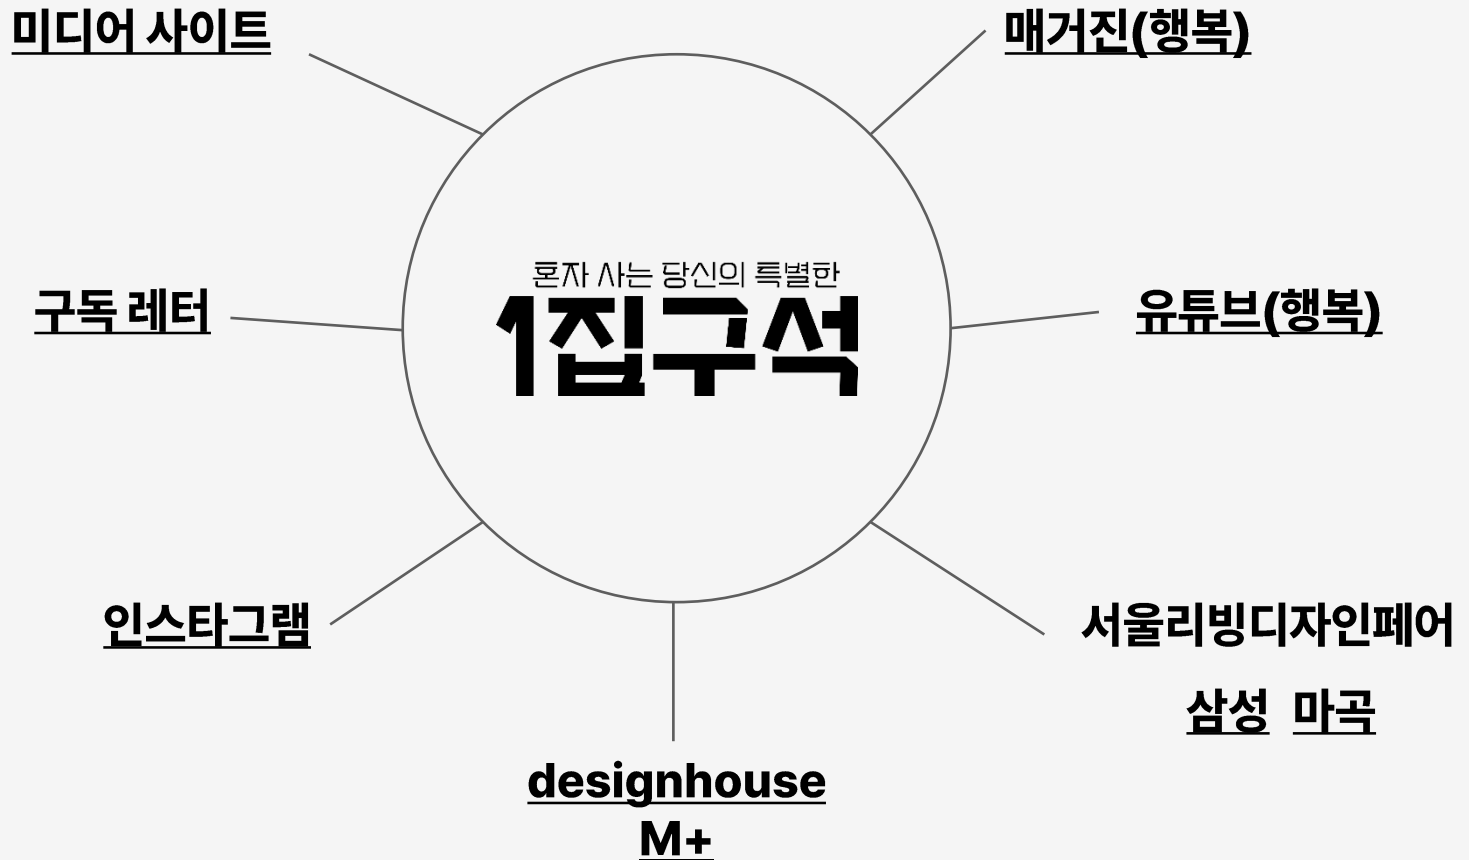 미디어 사이트
매거진(행복)
혼자 사는 당신의 특별한
1집구석
구독 레터
유튜브(행복)
인스타그램
서울리빙디자인페어
삼성 마곡
designhouse
M+